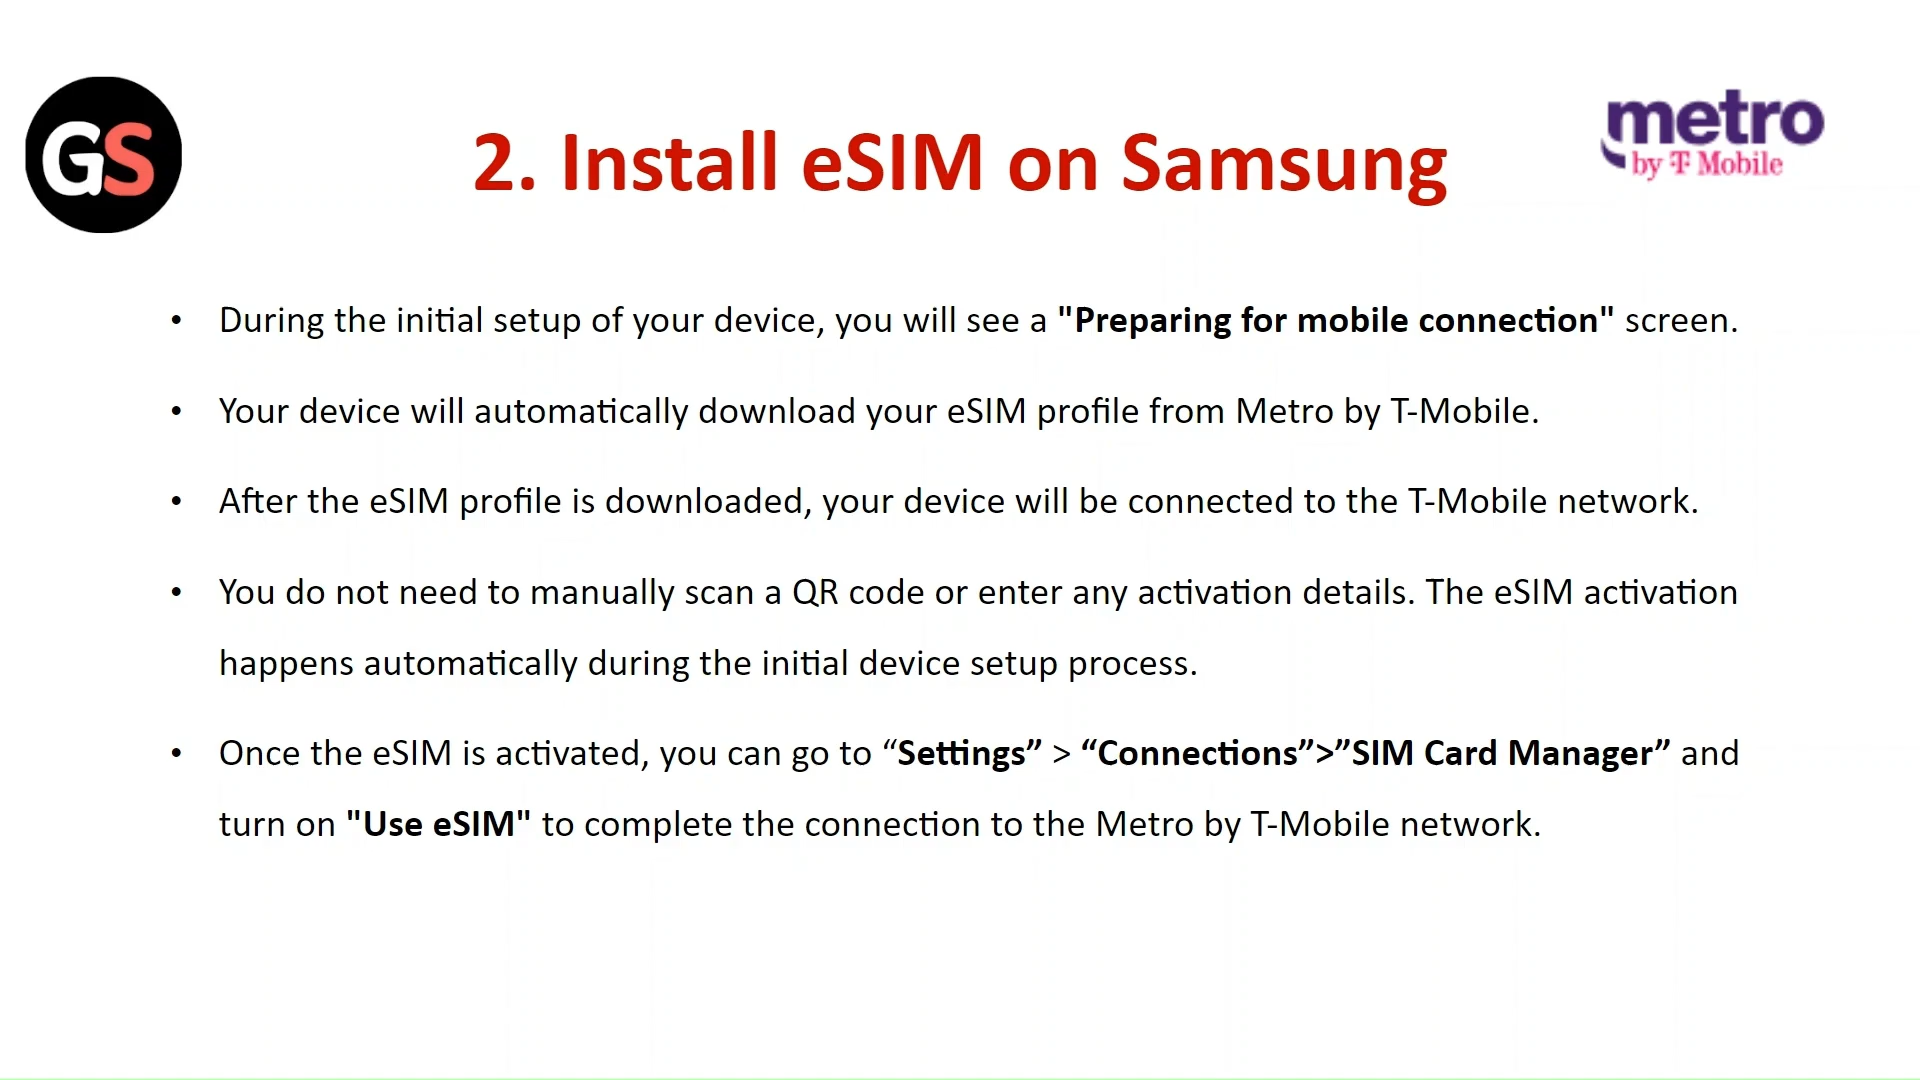 GS
2. Install eSIM on Samsung
metro
by T Mobile
• During the initial setup of your device, you will see a "Preparing for mobile connection" screen.
• Your device will automatically download your eSIM profile from Metro by T-Mobile.
• After the eSIM profile is downloaded, your device will be connected to the T-Mobile network.
• You do not need to manually scan a QR code or enter any activation details. The eSIM activation
happens automatically during the initial device setup process.
• Once the eSIM is activated, you can go to “Settings” > “Connections”>”SIM Card Manager” and
turn on "Use eSIM" to complete the connection to the Metro by T-Mobile network.